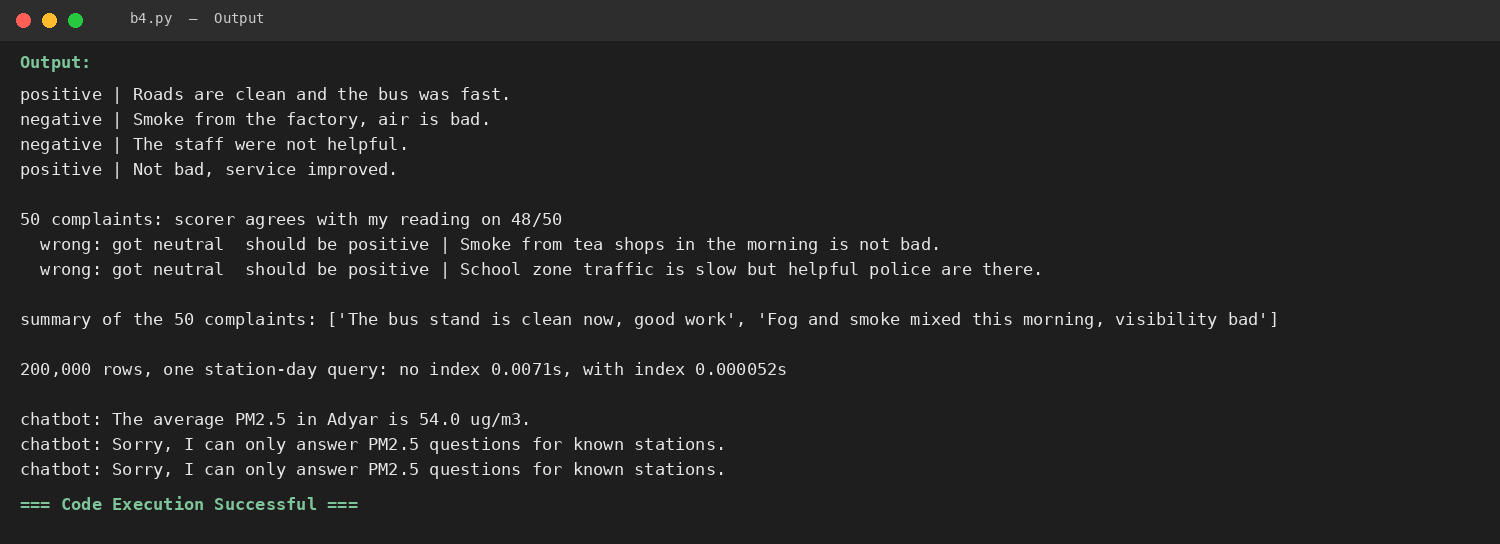 b4.py — Output
Output:
positive | Roads are clean and the bus was fast.
negative | Smoke from the factory, air is bad.
negative | The staff were not helpful.
positive | Not bad, service improved.
50 complaints: scorer agrees with my reading on 48/50
  wrong: got neutral  should be positive | Smoke from tea shops in the morning is not bad.
  wrong: got neutral  should be positive | School zone traffic is slow but helpful police are there.
summary of the 50 complaints: ['The bus stand is clean now, good work', 'Fog and smoke mixed this morning, visibility bad']
200,000 rows, one station-day query: no index 0.0071s, with index 0.000052s
chatbot: The average PM2.5 in Adyar is 54.0 ug/m3.
chatbot: Sorry, I can only answer PM2.5 questions for known stations.
chatbot: Sorry, I can only answer PM2.5 questions for known stations.
=== Code Execution Successful ===